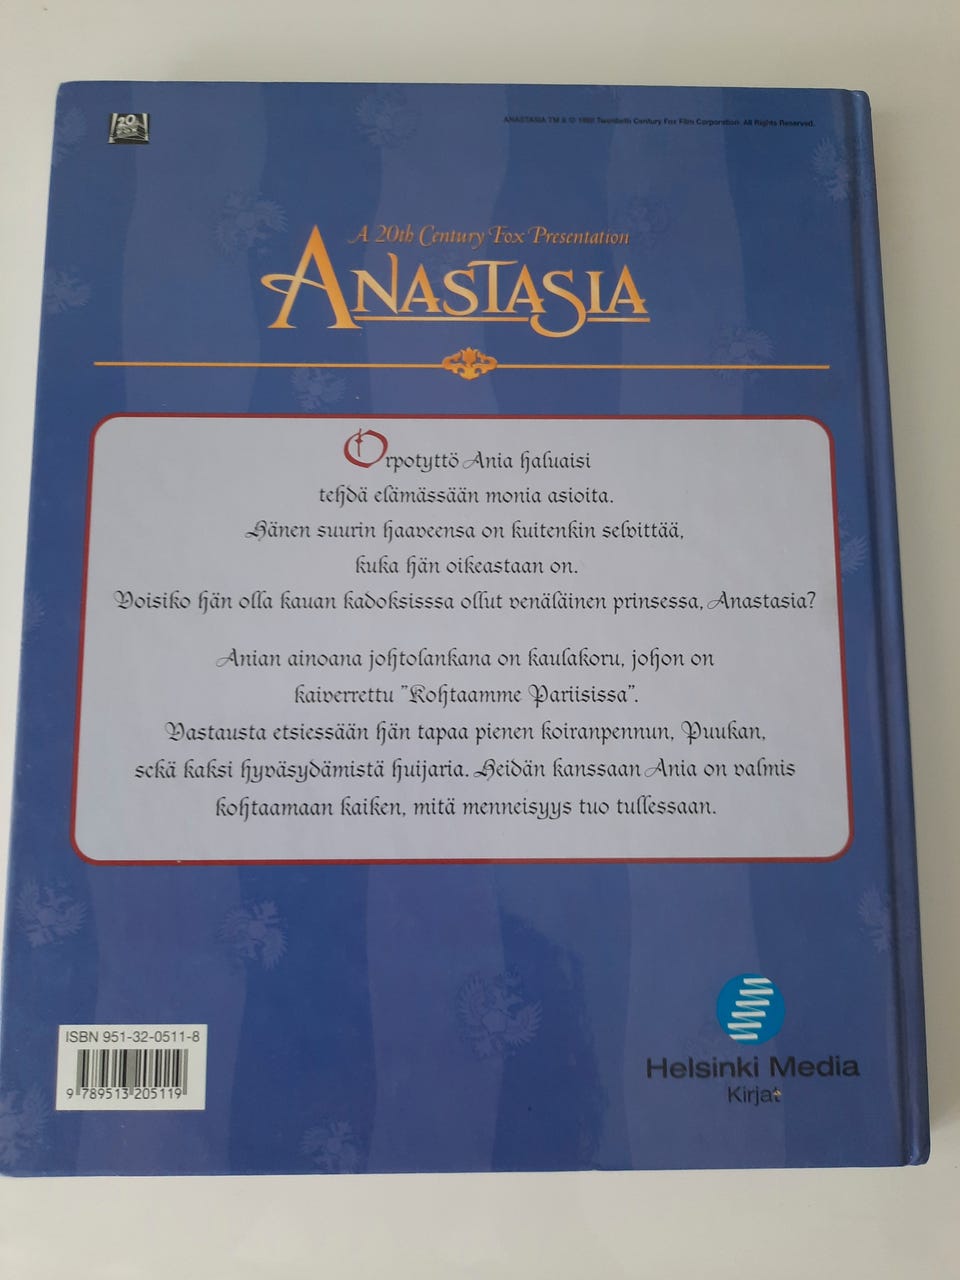 20
FOX
ANASTASIA TM & © Twentieth Century Fox Film Corporation. All Rights Reserved.
A 20th Century Fox Presentation
ANASTASIA
Orpotyttö Ania haluaisi
tehdä elämässään monia asioita.
Hänen suurin haaveensa on kuitenkin selvittää,
kuka hän oikeastaan on.
Voisiko hän olla kauan kadoksisssa ollut venäläinen prinsessa, Anastasia?
Anian ainoana johtolankana on kaulakoru, johon on
kaiverrettu "Kohtaamme Pariisissa".
Vastausta etsiessään hän tapaa pienen koiranpennun, Puukan,
sekä kaksi hyväsydämistä huijaria. Heidän kanssaan Ania on valmis
kohtaamaan kaiken, mitä menneisyys tuo tullessaan.
ISBN 951-32-0511-8
9 789513 205119
Helsinki Media
Kirjat